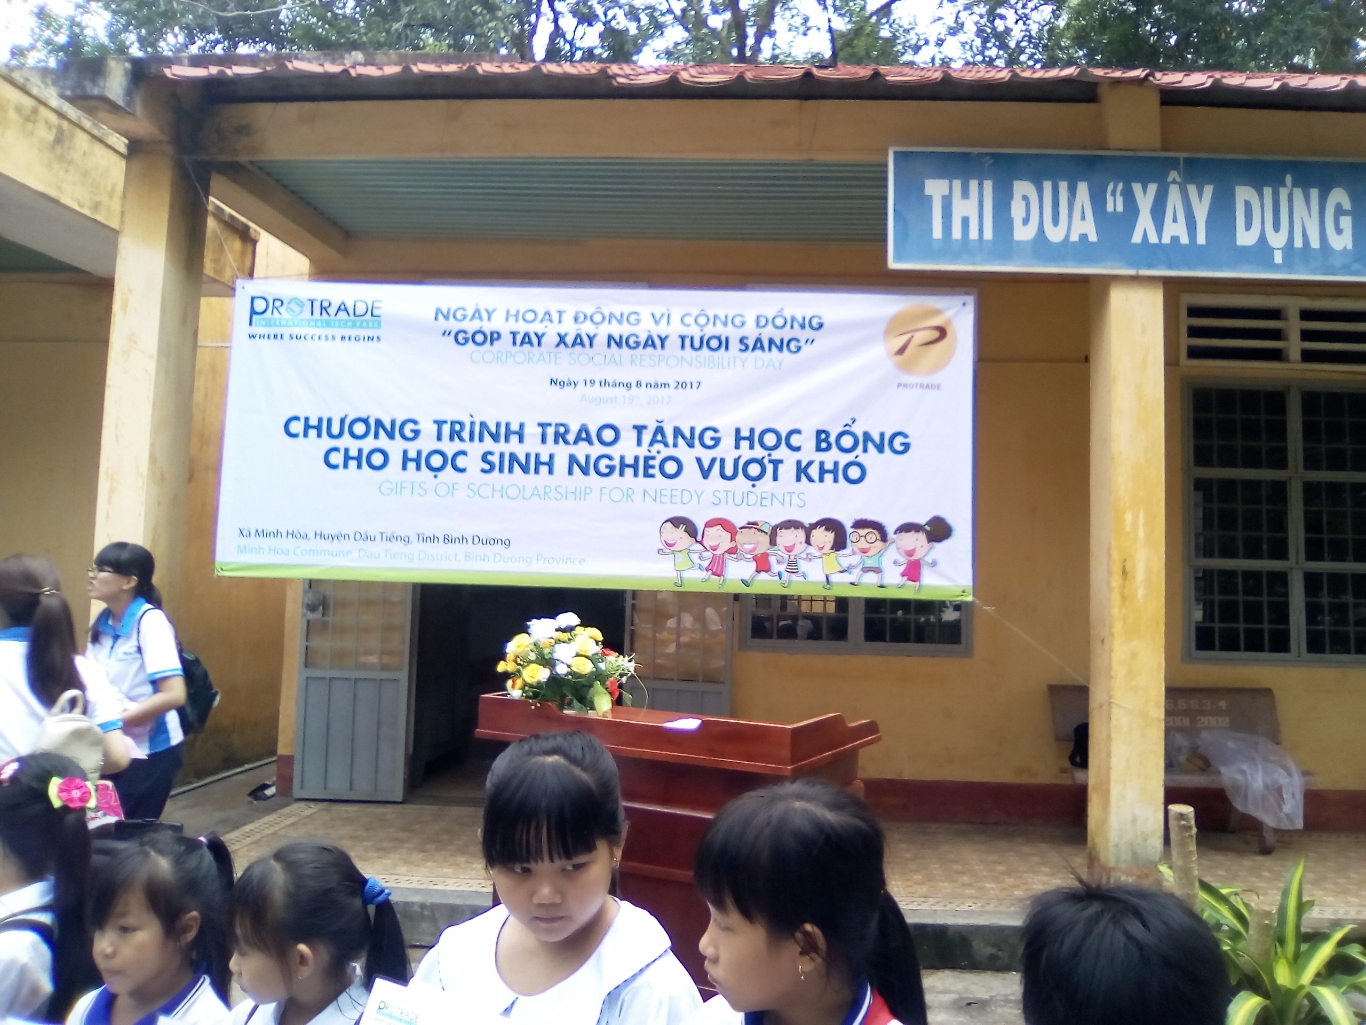 THI ĐUA “XÂY DỰNG
PROTRADE
INTERNATIONAL TECH PARK
WHERE SUCCESS BEGINS
NGÀY HOẠT ĐỘNG VÌ CỘNG ĐỒNG
“GÓP TAY XÂY NGÀY TƯƠI SÁNG”
CORPORATE SOCIAL RESPONSIBILITY DAY
Ngày 19 tháng 8 năm 2017
August 19th, 2017
P
PROTRADE
CHƯƠNG TRÌNH TRAO TẶNG HỌC BỔNG
CHO HỌC SINH NGHÈO VƯỢT KHÓ
GIFTS OF SCHOLARSHIP FOR NEEDY STUDENTS
Xã Minh Hòa, Huyện Dầu Tiếng, Tỉnh Bình Dương
Minh Hoa Commune, Dau Tieng District, Binh Duong Province
2001 2002
PROTRADE